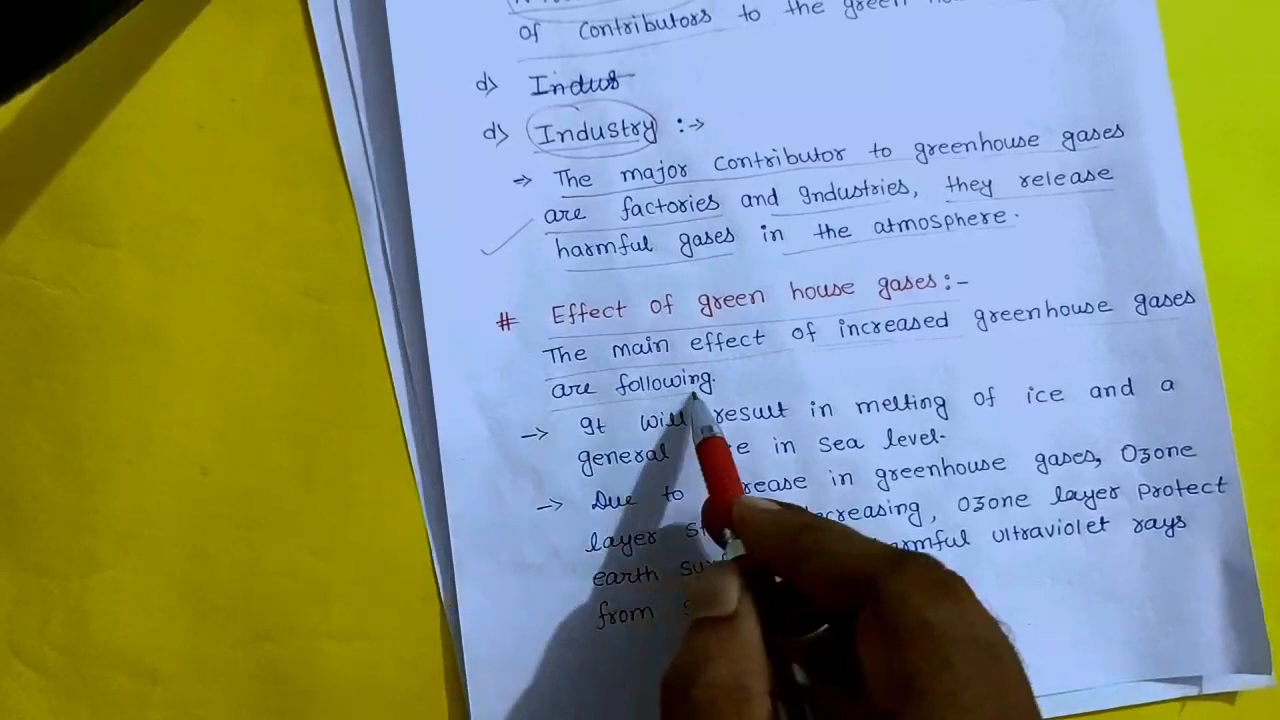 of contributors to the green
d) Indus
d) Industry :→
⇒ The major contributor to greenhouse gases
are factories and Industries, they release
harmful gases in the atmosphere.
# Effect of green house gases:-
The main effect of increased greenhouse gases
are following.
→ It will result in melting of ice and a
general in sea level.
→ Due to in greenhouse gases, Ozone
layer Ozone layer Protect
earth ultraviolet rays
from